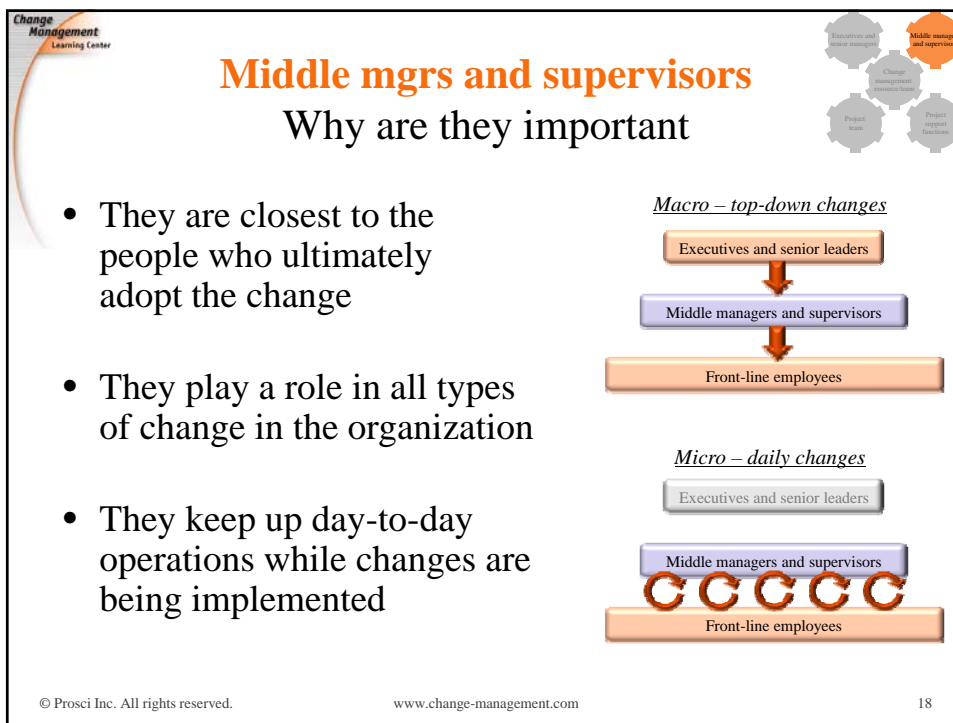 Change
Management
Learning Center
Middle mgrs and supervisors
Why are they important
Executives and
senior managers
Middle manage
and supervisor
Change
management
resource/team
Project
team
Project
support
functions
• They are closest to the
people who ultimately
adopt the change
• They play a role in all types
of change in the organization
• They keep up day-to-day
operations while changes are
being implemented
Macro – top-down changes
Executives and senior leaders
Middle managers and supervisors
Front-line employees
Micro – daily changes
Executives and senior leaders
Middle managers and supervisors
Front-line employees
© Prosci Inc. All rights reserved.
www.change-management.com
18